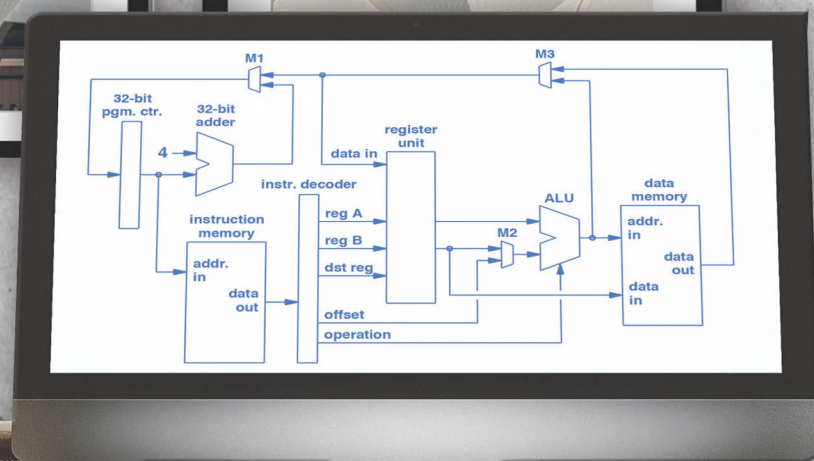 M1
M3
32-bit
pgm. ctr.
32-bit
adder
4
register
unit
data in
instr. decoder
instruction
memory
reg A
reg B
dst reg
ALU
M2
data
memory
addr.
in
data
out
addr.
in
data
out
data
in
offset
operation